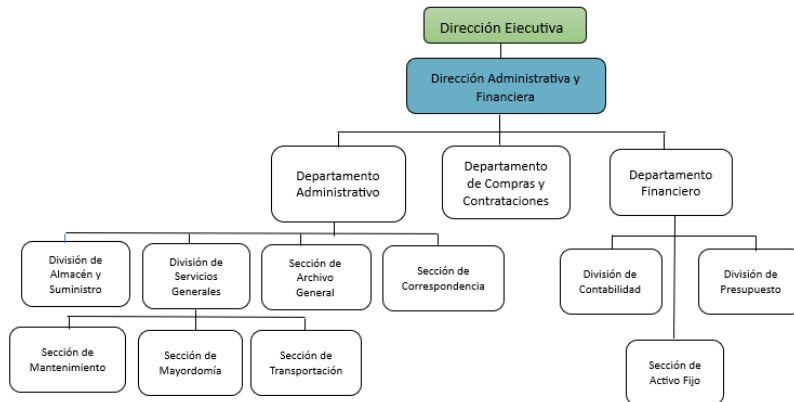 Dirección Eiecutiva
Dirección Administrativa y
Financiera
Departamento
Administrativo
Departamento
de Compras y
Contrataciones
Departamento
Financiero
División de
Almacén y
Suministro
División de
Servicios
Generales
Sección de
Archivo
General
Sección de
Correspondencia
División de
Contabilidad
División de
Presupuesto
Sección de
Mantenimiento
Sección de
Mayordomía
Sección de
Transportación
Sección de
Activo Fijo